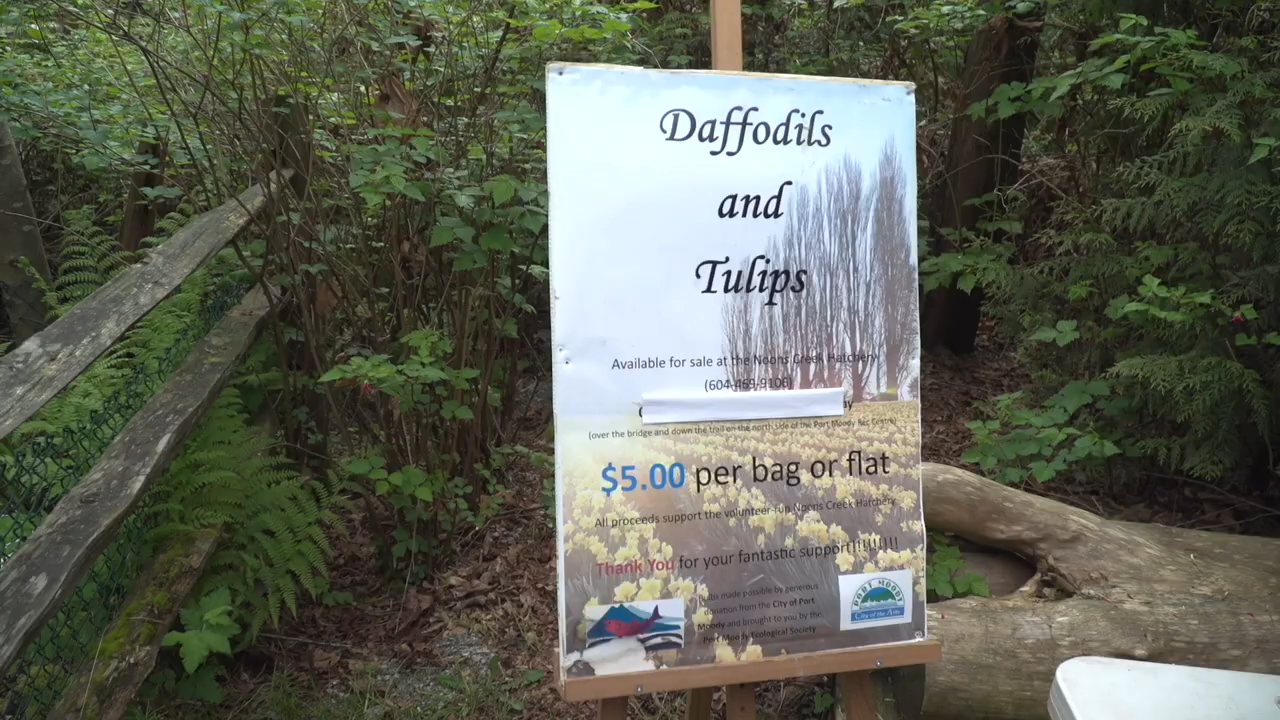 Daffodils
and
Tulips
Available for sale at the Noons Creek Hatchery
(604-469-9106)
(over the bridge and down the trail on the north side of the Port Moody Rec Centre)
$5.00 per bag or flat
All proceeds support the volunteer-run Noons Creek Hatchery
Thank You for your fantastic support!!!!!!!!!
Bulbs made possible by generous
donation from the City of Port
Moody and brought to you by the
Port Moody Ecological Society
PORT MOODY
City of the Arts